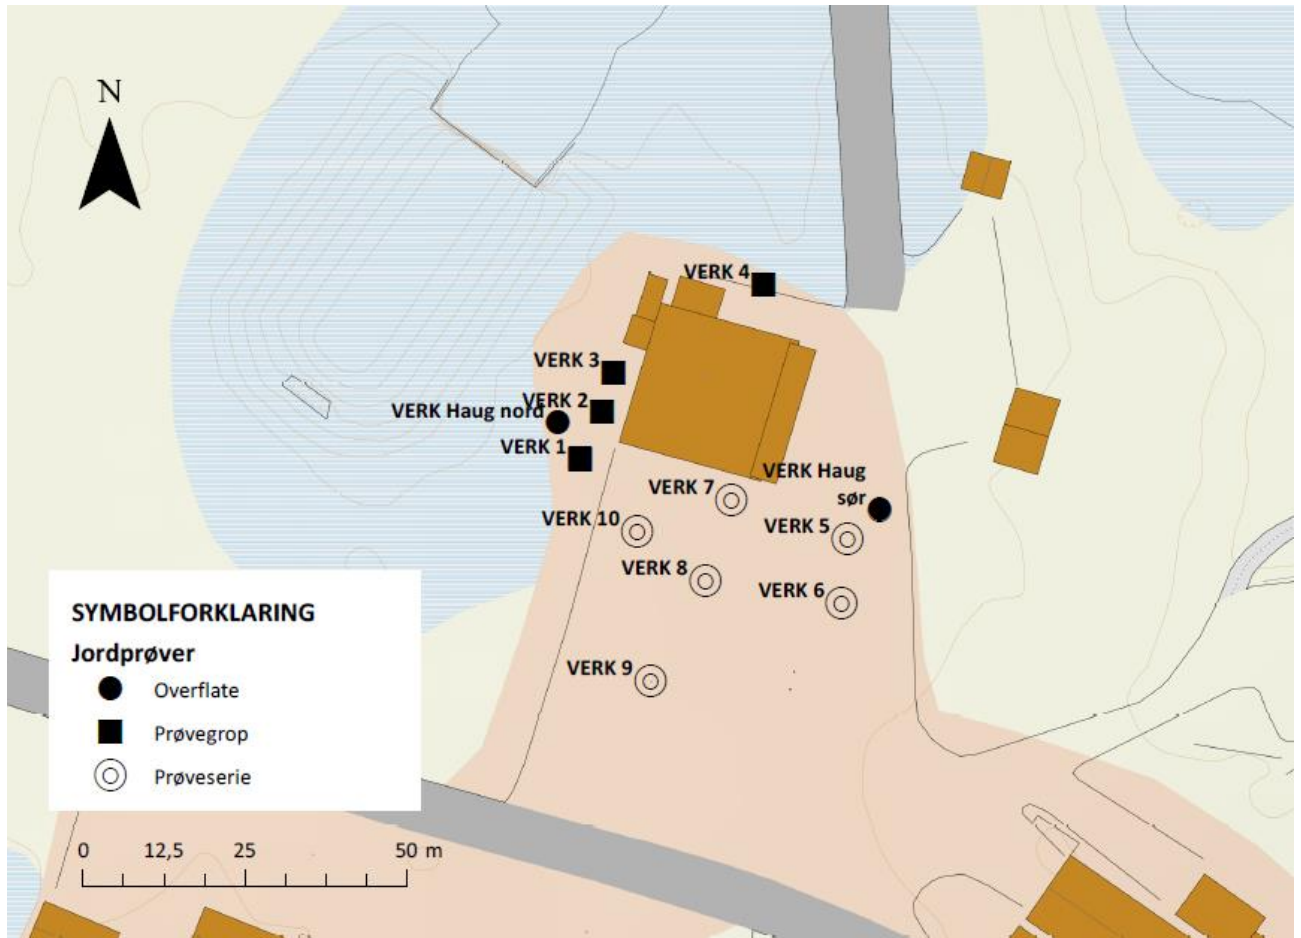 N
VERK 4
VERK 3
VERK 2
VERK Haug nord
VERK 1
VERK Haug
sør
VERK 7
VERK 10
VERK 5
VERK 8
VERK 6
VERK 9
SYMBOLFORKLARING
Jordprøver
Overflate
Prøvegrop
Prøveserie
0 12,5 25 50 m